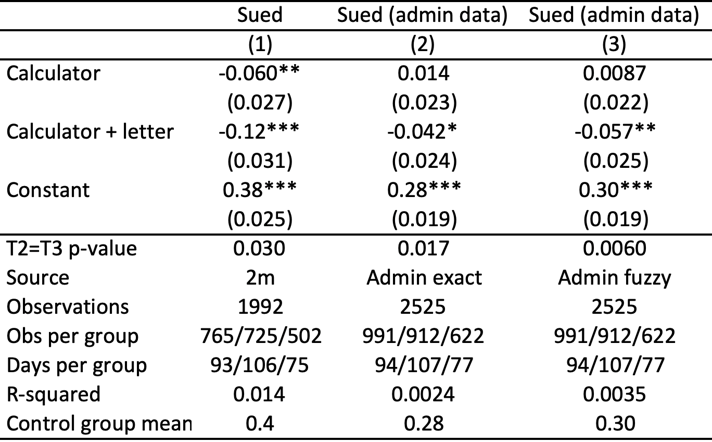 Sued Sued (admin data) Sued (admin data)
(1) (2) (3)
Calculator -0.060** 0.014 0.0087
(0.027) (0.023) (0.022)
Calculator + letter -0.12*** -0.042* -0.057**
(0.031) (0.024) (0.025)
Constant 0.38*** 0.28*** 0.30***
(0.025) (0.019) (0.019)
T2=T3 p-value 0.030 0.017 0.0060
Source 2m Admin exact Admin fuzzy
Observations 1992 2525 2525
Obs per group 765/725/502 991/912/622 991/912/622
Days per group 93/106/75 94/107/77 94/107/77
R-squared 0.014 0.0024 0.0035
Control group mean 0.4 0.28 0.30